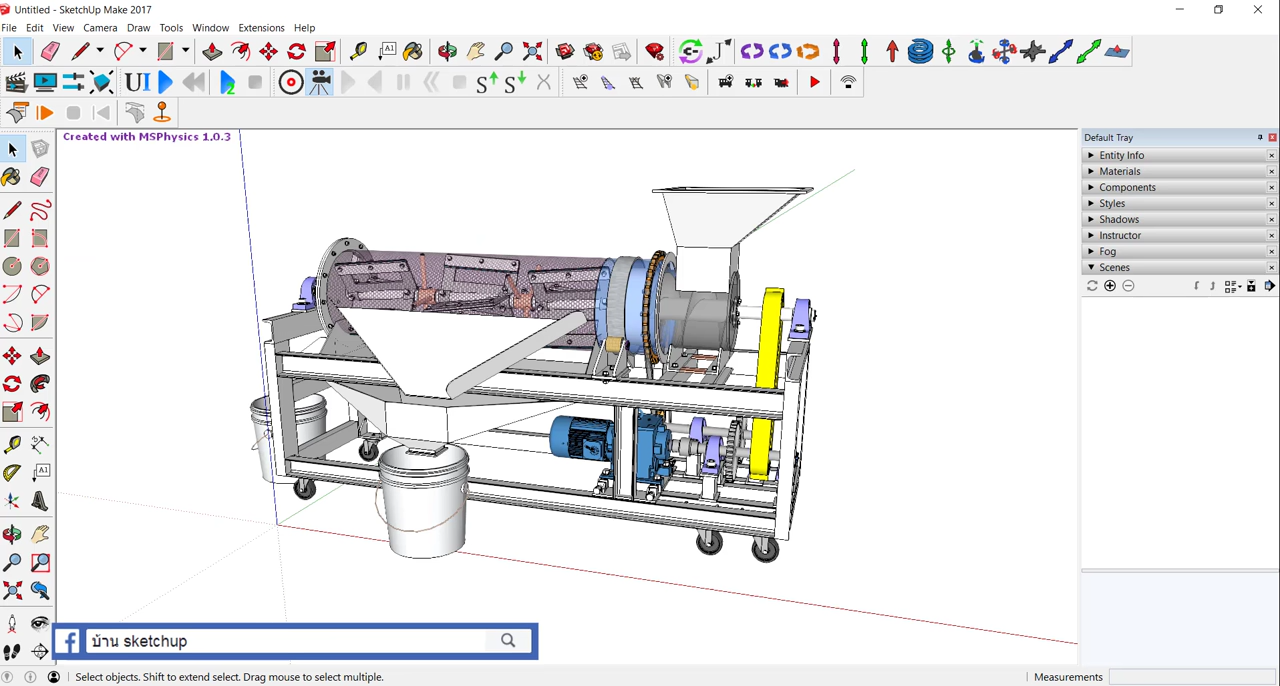 Untitled - SketchUp Make 2017
File Edit View Camera Draw Tools Window Extensions Help
UI
Created with MSPhysics 1.0.3
Default Tray
Entity Info
Materials
Components
Styles
Shadows
Instructor
Fog
Scenes
บ้าน sketchup
Select objects. Shift to extend select. Drag mouse to select multiple.
Measurements